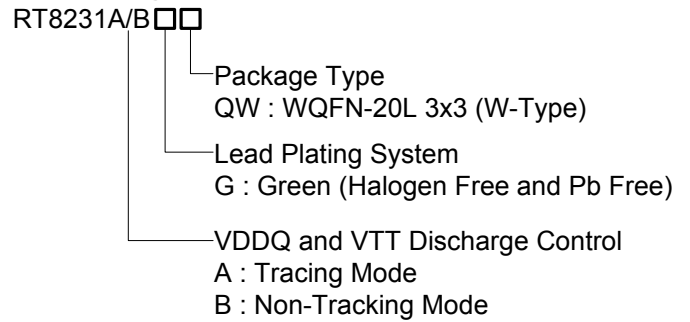 RT8231A/B□□
Package Type
QW : WQFN-20L 3x3 (W-Type)
Lead Plating System
G : Green (Halogen Free and Pb Free)
VDDQ and VTT Discharge Control
A : Tracing Mode
B : Non-Tracking Mode